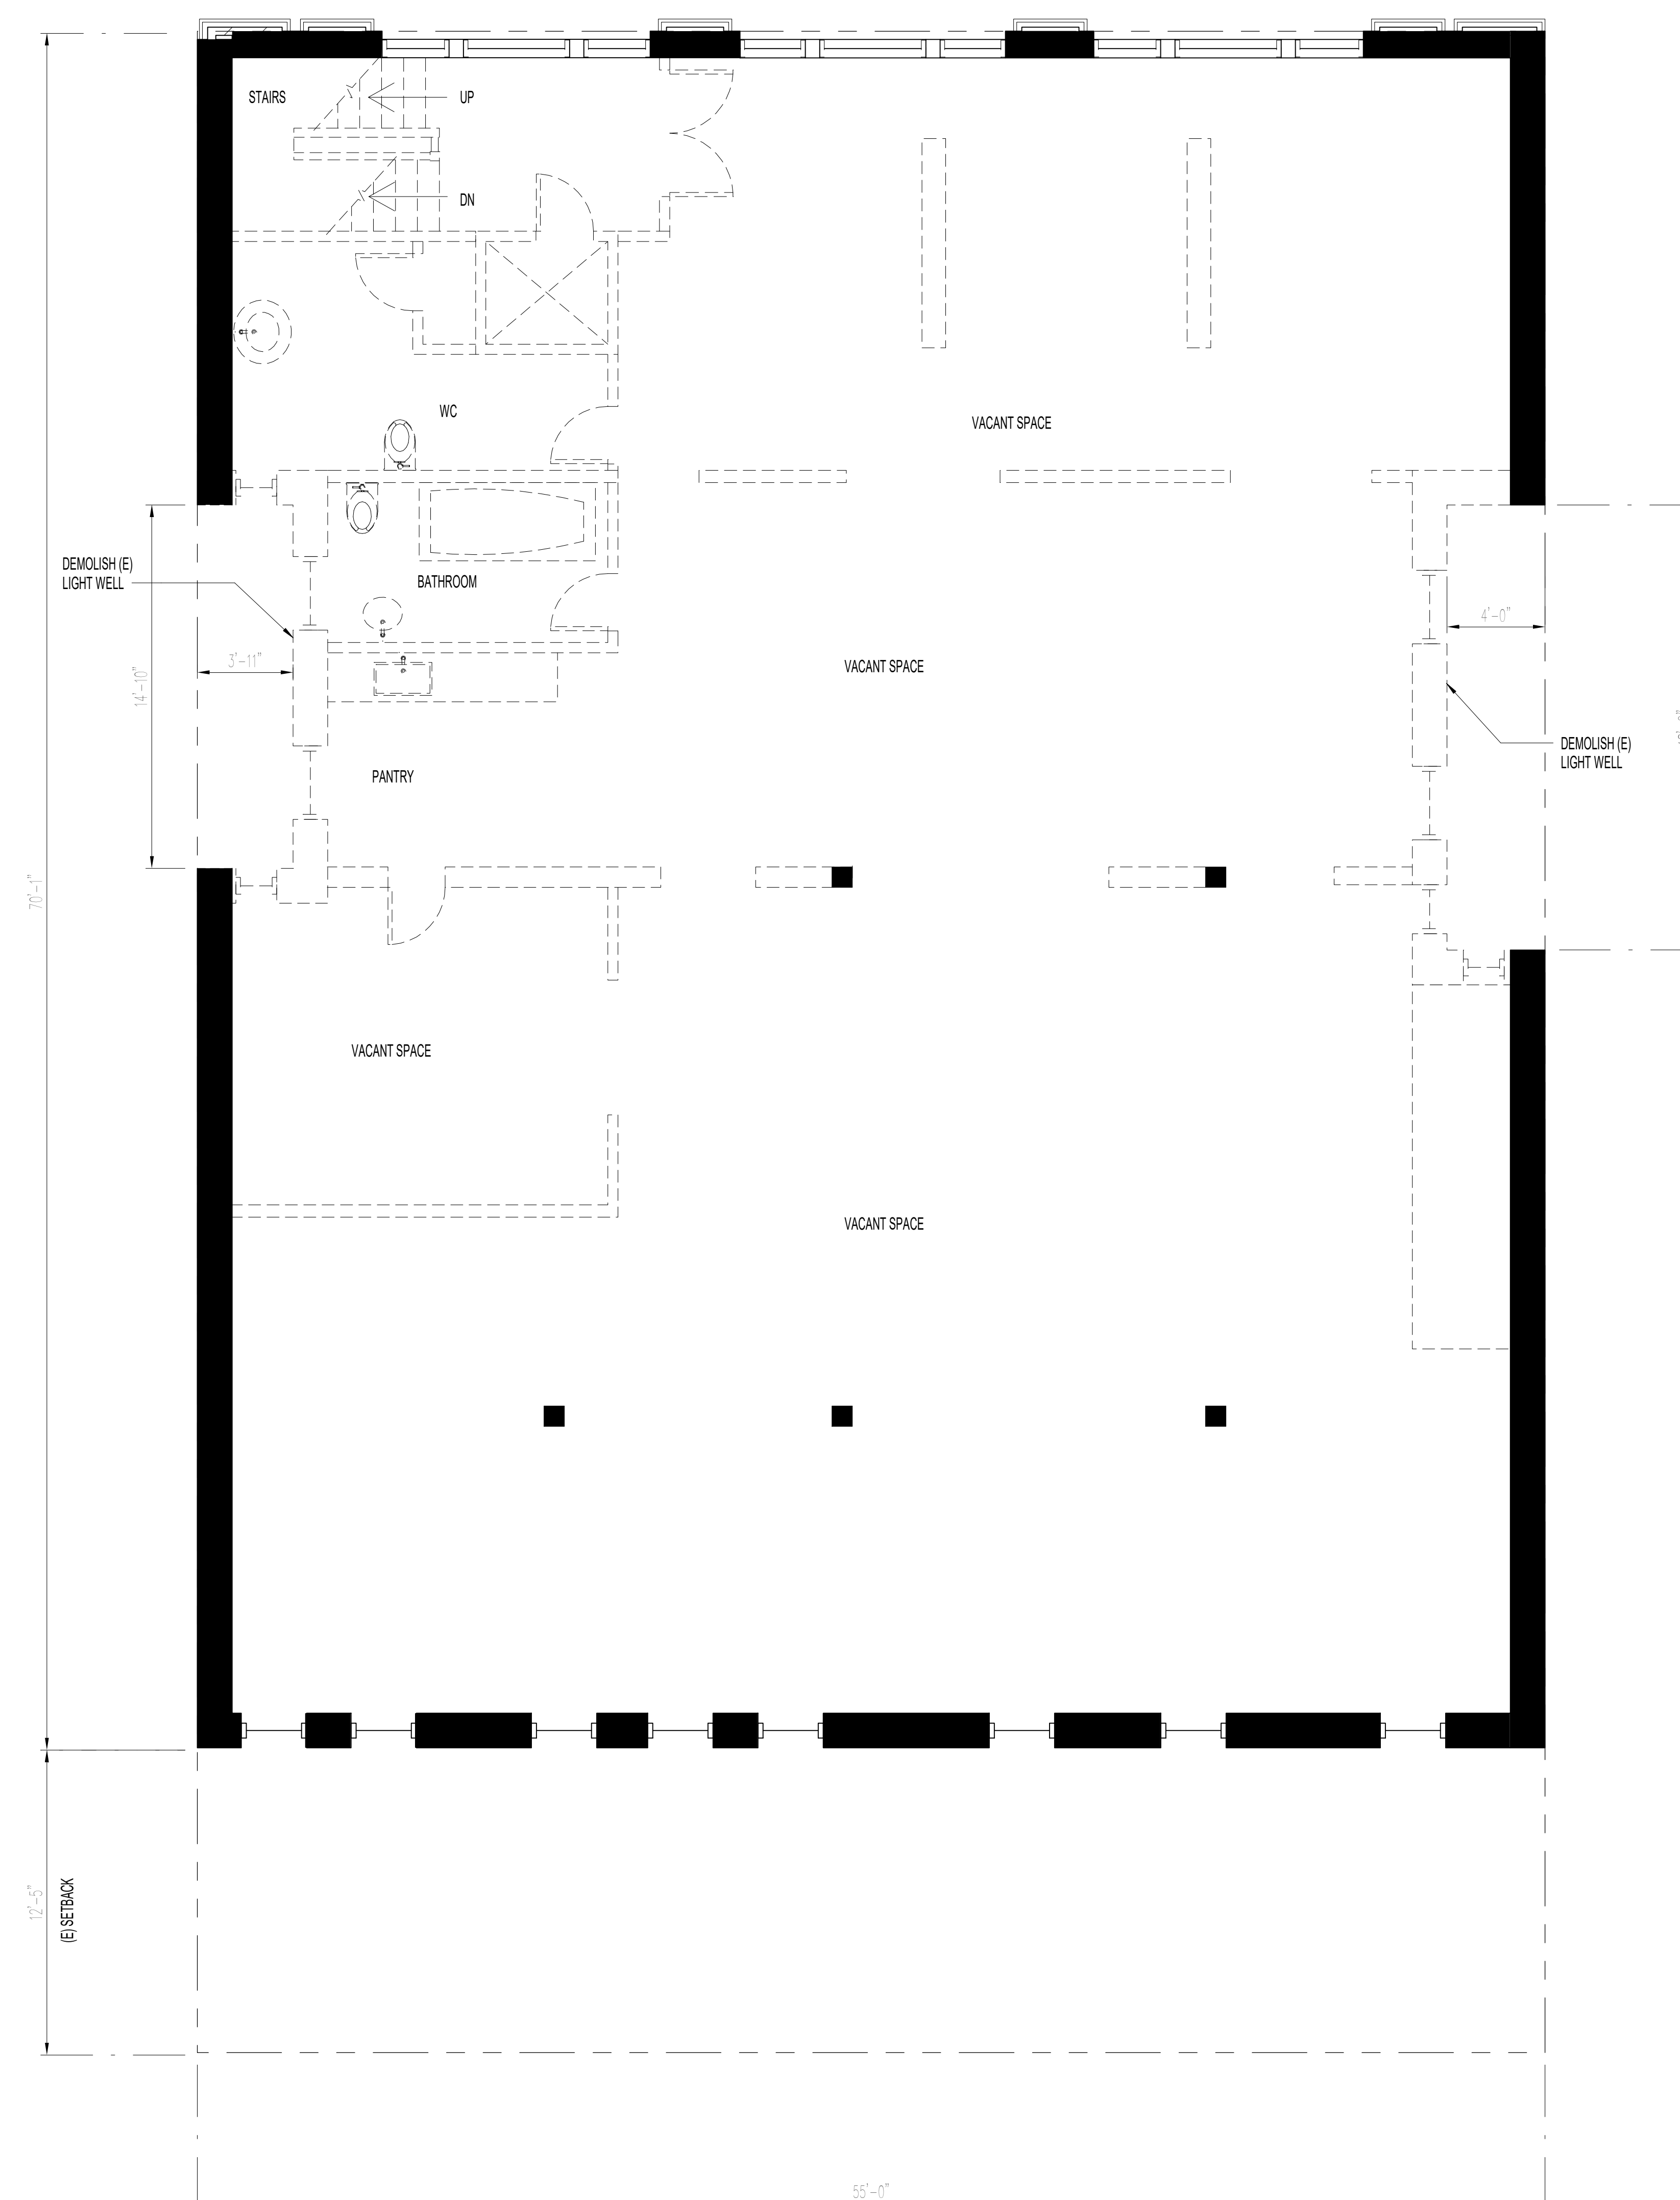 STAIRS
UP
DN
WC
VACANT SPACE
DEMOLISH (E)
LIGHT WELL
BATHROOM
4'-0"
3'-11"
14'-10"
VACANT SPACE
DEMOLISH (E)
LIGHT WELL
PANTRY
70'-1"
VACANT SPACE
VACANT SPACE
12'-5"
(E) SETBACK
55'-0"